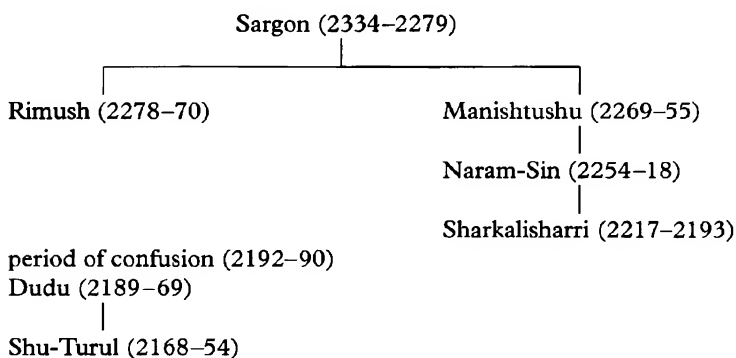 Sargon (2334–2279)
Rimush (2278–70)
Manishtushu (2269–55)
Naram-Sin (2254–18)
Sharkalisharri (2217–2193)
period of confusion (2192–90)
Dudu (2189–69)
Shu-Turul (2168–54)